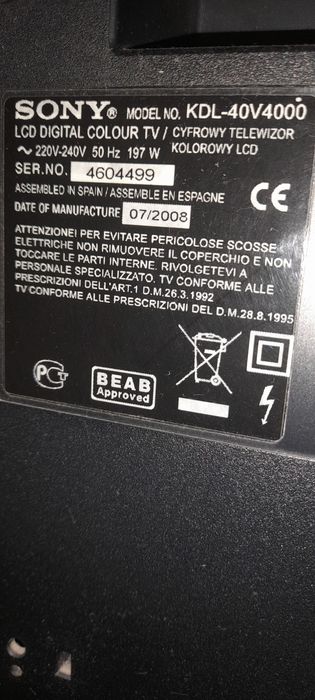 SONY® MODEL NO. KDL-40V4000
LCD DIGITAL COLOUR TV / CYFROWY TELEWIZOR
~ 220V-240V 50 Hz 197 W KOLOROWY LCD
SER.NO. 4604499
ASSEMBLED IN SPAIN / ASSEMBLE EN ESPAGNE
DATE OF MANUFACTURE 07/2008
CE
ATTENZIONE! PER EVITARE PERICOLOSE SCOSSE
ELETTRICHE NON RIMUOVERE IL COPERCHIO E NON
TOCCARE LE PARTI INTERNE. RIVOLGETEVI A
PERSONALE SPECIALIZZATO. TV CONFORME ALLE
PRESCRIZIONI DELL'ART.1 D.M.26.3.1992
TV CONFORME ALLE PRESCRIZIONI DEL D.M.28.8.1995
РСТ
BEAB
Approved